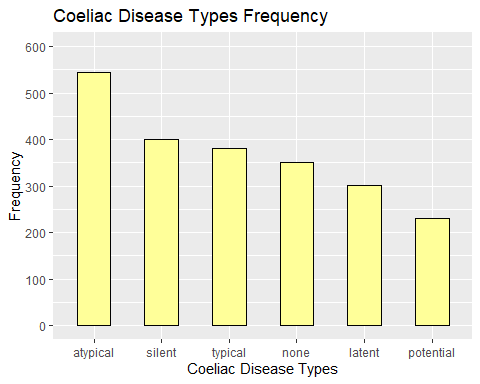 Coeliac Disease Types Frequency
600
500
400
300
200
100
0
Frequency
atypical silent typical none latent potential
Coeliac Disease Types